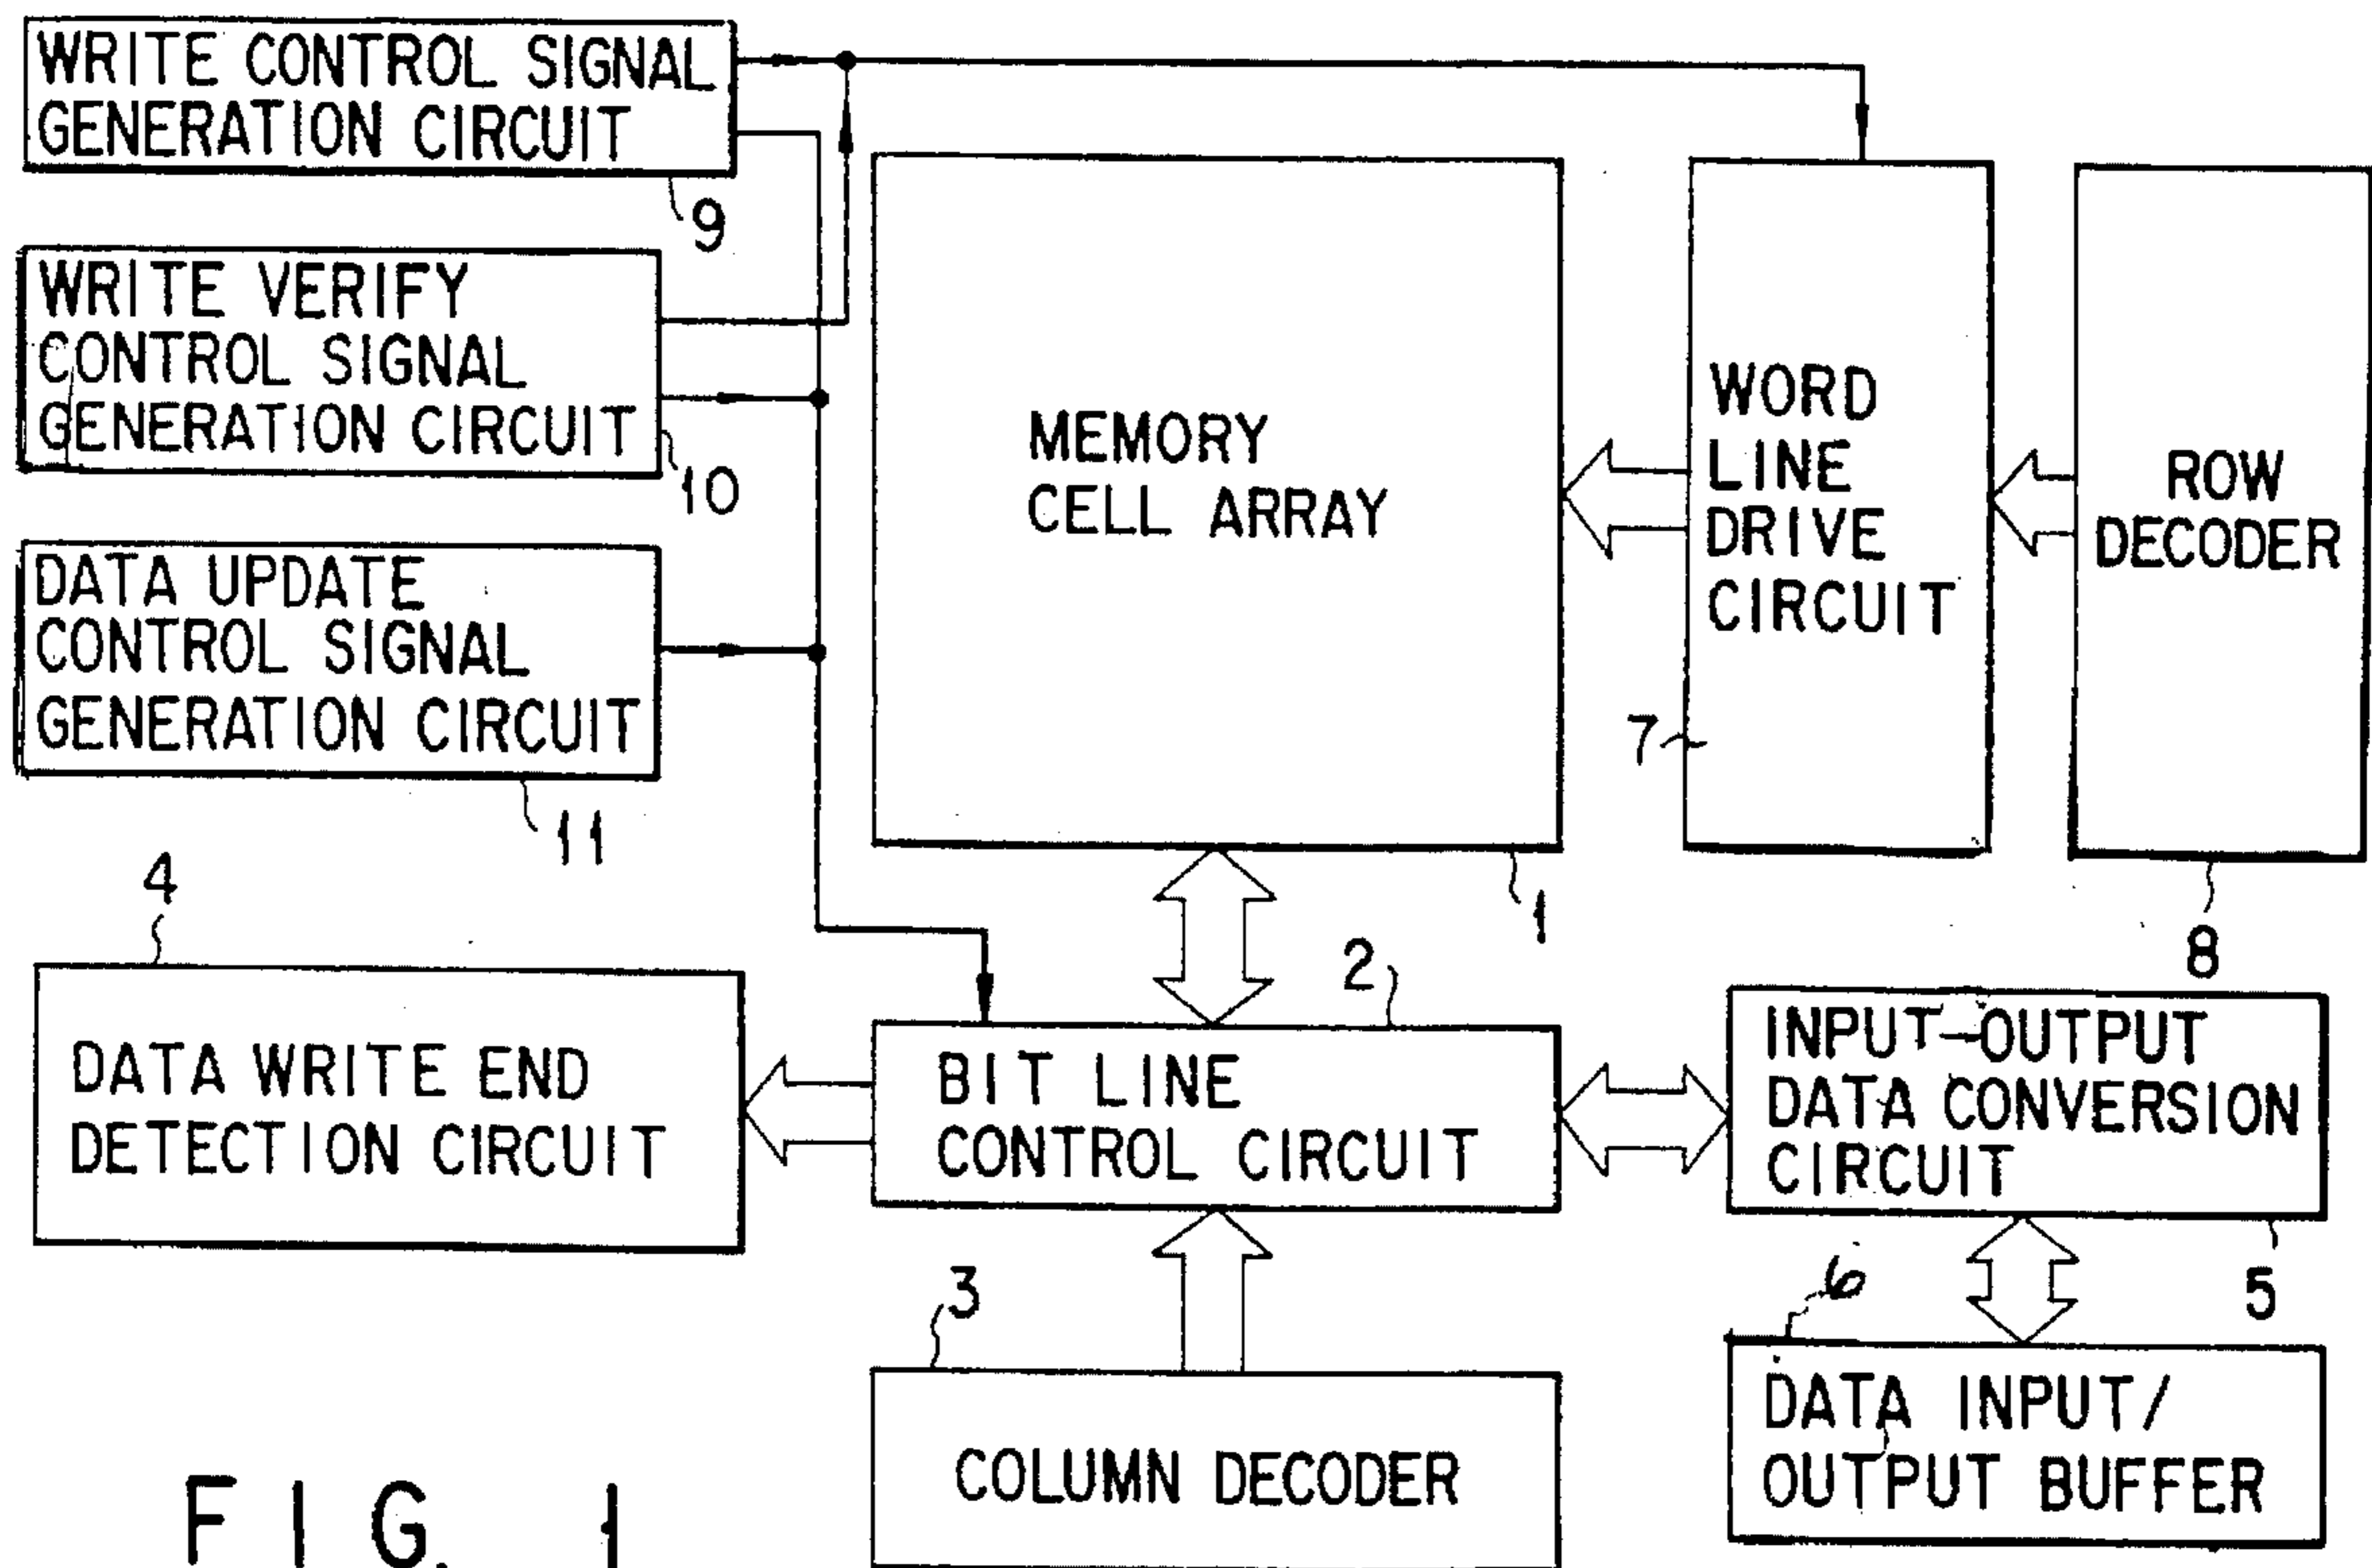 WRITE CONTROL SIGNAL
GENERATION CIRCUIT
9
WRITE VERIFY
CONTROL SIGNAL
GENERATION CIRCUIT
10
DATA UPDATE
CONTROL SIGNAL
GENERATION CIRCUIT
11
MEMORY
CELL ARRAY
1
WORD
LINE
DRIVE
CIRCUIT
7
ROW
DECODER
8
4
DATA WRITE END
DETECTION CIRCUIT
2
BIT LINE
CONTROL CIRCUIT
INPUT-OUTPUT
DATA CONVERSION
CIRCUIT
5
3
COLUMN DECODER
6
DATA INPUT/
OUTPUT BUFFER
FIG. 1